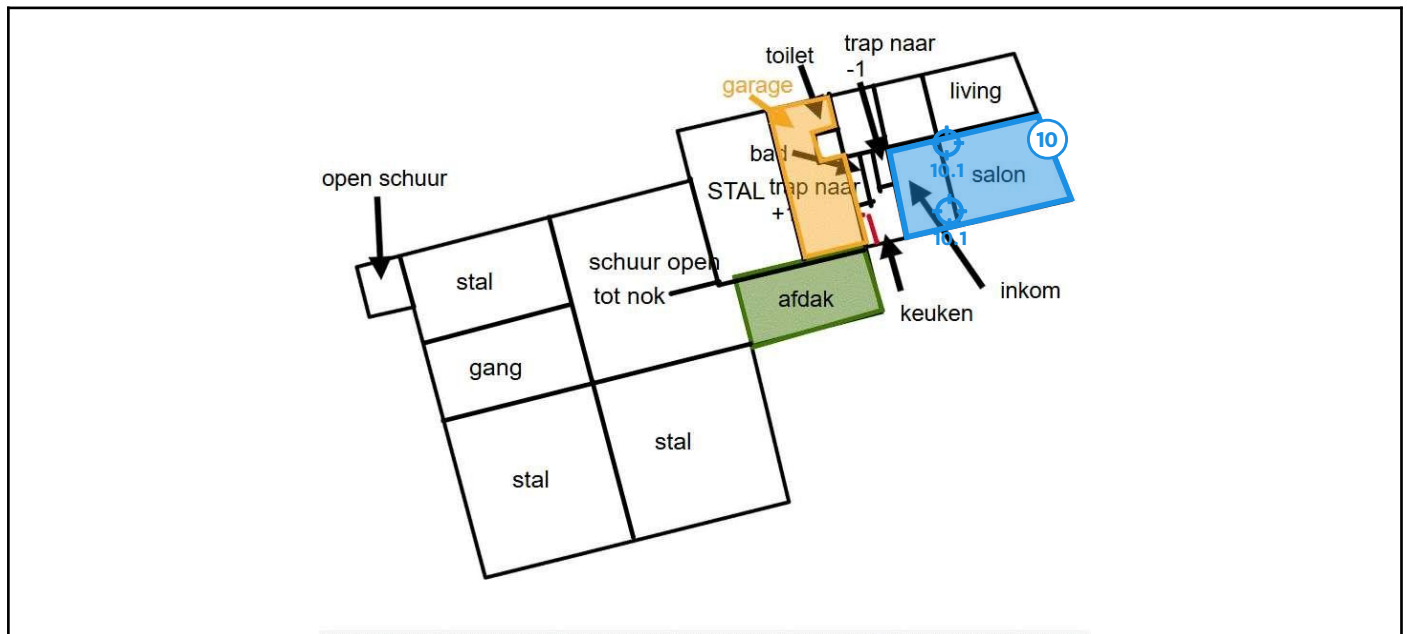 toilet
trap naar
-1
garage
living
10
bad
10.1
salon
open schuur
STAL
trap naar
+1
10.1
schuur open
tot nok
stal
afdak
inkom
keuken
gang
stal
stal